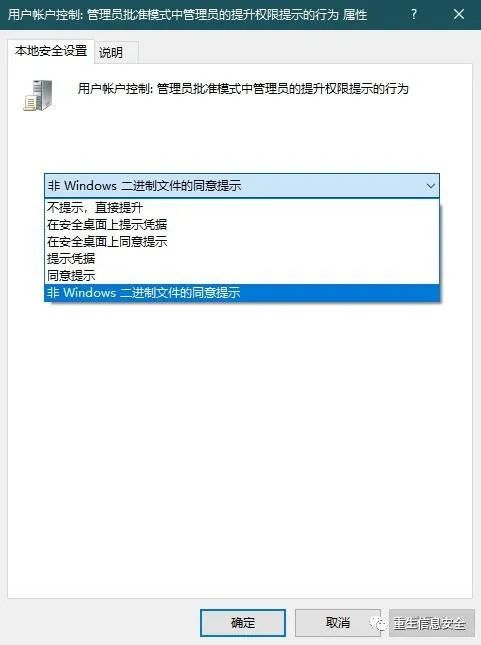 用户帐户控制: 管理员批准模式中管理员的提升权限提示的行为 属性
本地安全设置 说明
用户帐户控制: 管理员批准模式中管理员的提升权限提示的行为
非 Windows 二进制文件的同意提示
不提示，直接提升
在安全桌面上提示凭据
在安全桌面上同意提示
提示凭据
同意提示
非 Windows 二进制文件的同意提示
确定 取消
重生信息安全